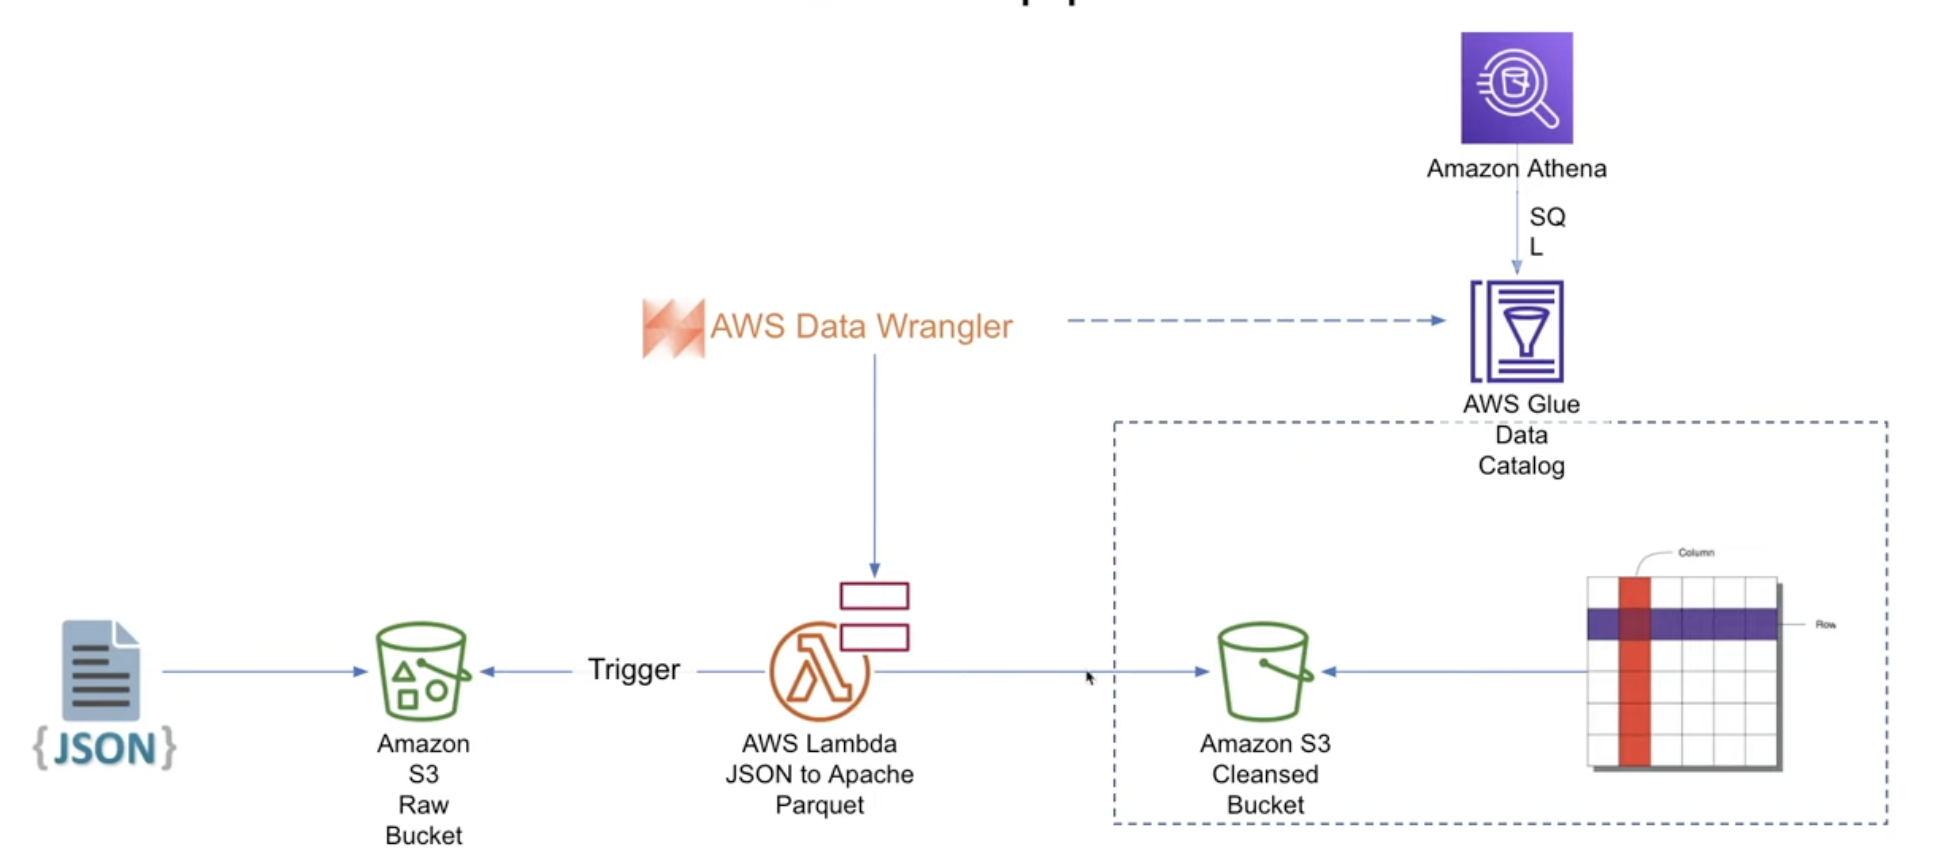 Amazon Athena
SQ
L
AWS Data Wrangler
AWS Glue
Data
Catalog
Column
Row
Trigger
{JSON}
Amazon
S3
Raw
Bucket
AWS Lambda
JSON to Apache
Parquet
Amazon S3
Cleansed
Bucket